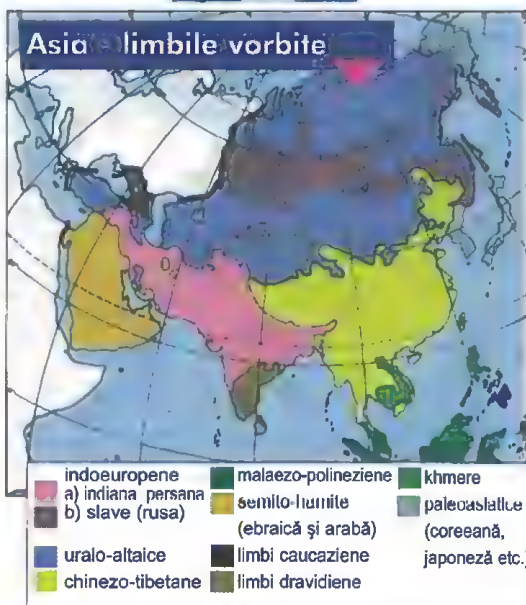 Asia limbile vorbite
indoeuropene
a) indiana persana
b) slave (rusa)
uralo-altaice
chinezo-tibetane
malaezo-polineziene
semito-hamite
(ebraică și arabă)
limbi caucaziene
limbi dravidiene
khmere
paleoasiatice
(coreeană,
japoneză etc.)